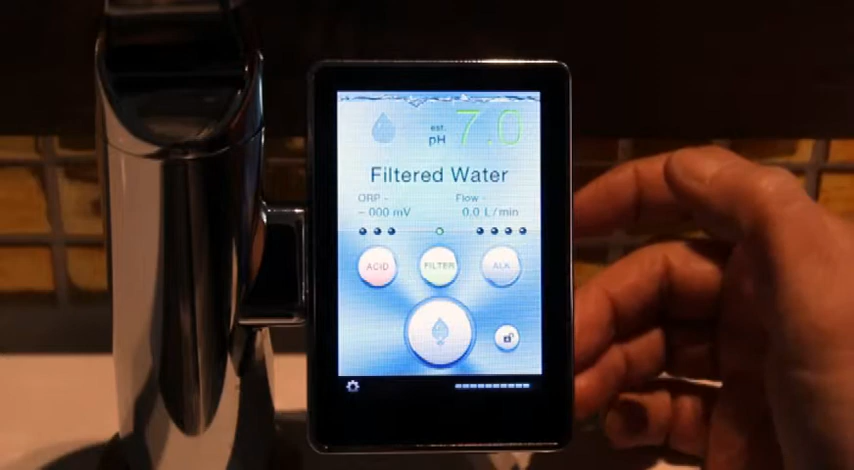 est.
pH
7.0
Filtered Water
ORP - Flow -
- 000 mV 0.0 L/min
ACID FILTER ALK